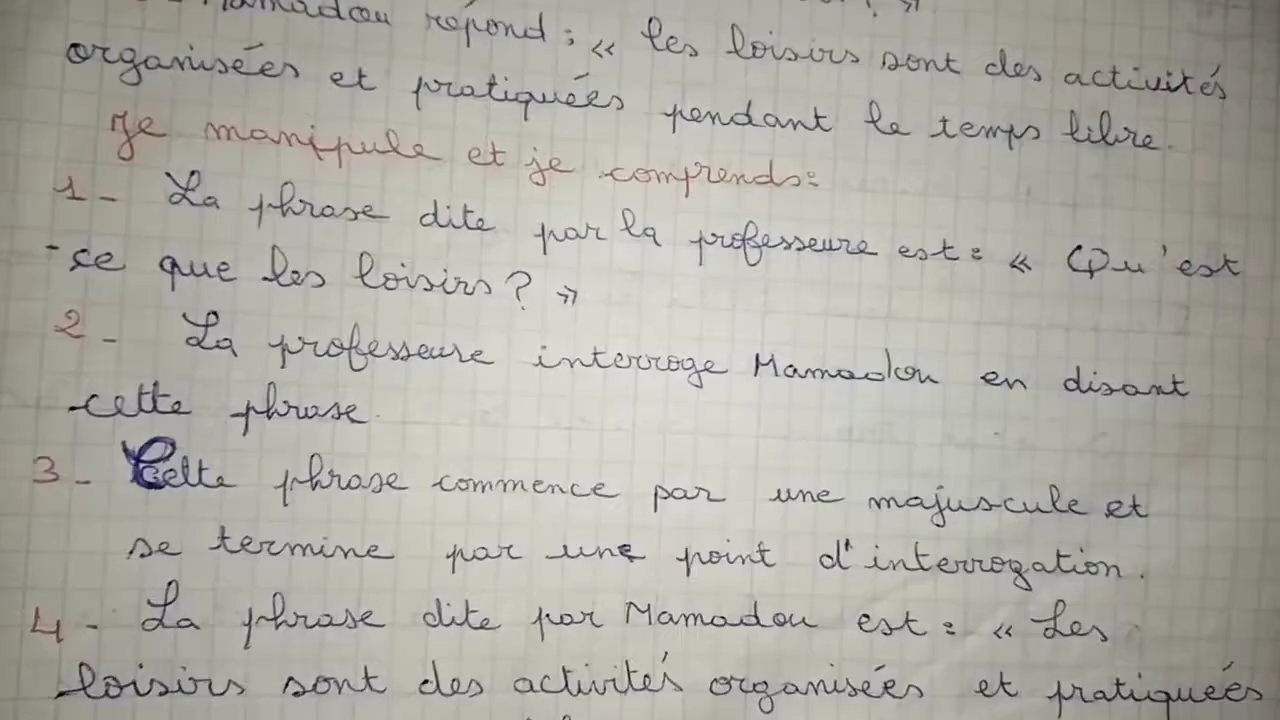 Mamadou répond : « les loisirs sont des activités
organisées et pratiquées pendant le temps libre.
Je manipule et je comprends :
1 - La phrase dite par la professeure est : « Qu'est
-ce que les loisirs ? »
2 - La professeure interroge Mamadou en disant
cette phrase.
3 - Cette phrase commence par une majuscule et
se termine par une point d'interrogation.
4 - La phrase dite par Mamadou est : « Les
loisirs sont des activités organisées et pratiquées